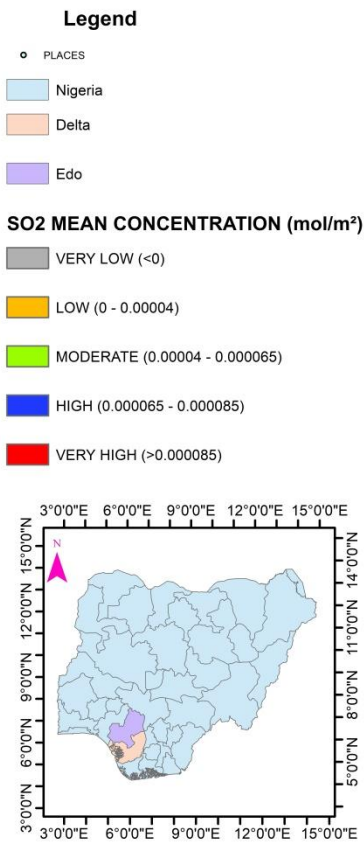 Legend
PLACES
Nigeria
Delta
Edo
SO2 MEAN CONCENTRATION (mol/m²)
VERY LOW (<0)
LOW (0 - 0.00004)
MODERATE (0.00004 - 0.000065)
HIGH (0.000065 - 0.000085)
VERY HIGH (>0.000085)
3°0'0"E 6°0'0"E 9°0'0"E 12°0'0"E 15°0'0"E
N
15°0'0"N
14°0'0"N
12°0'0"N
11°0'0"N
9°0'0"N
8°0'0"N
6°0'0"N
5°0'0"N
3°0'0"N
3°0'0"E 6°0'0"E 9°0'0"E 12°0'0"E 15°0'0"E